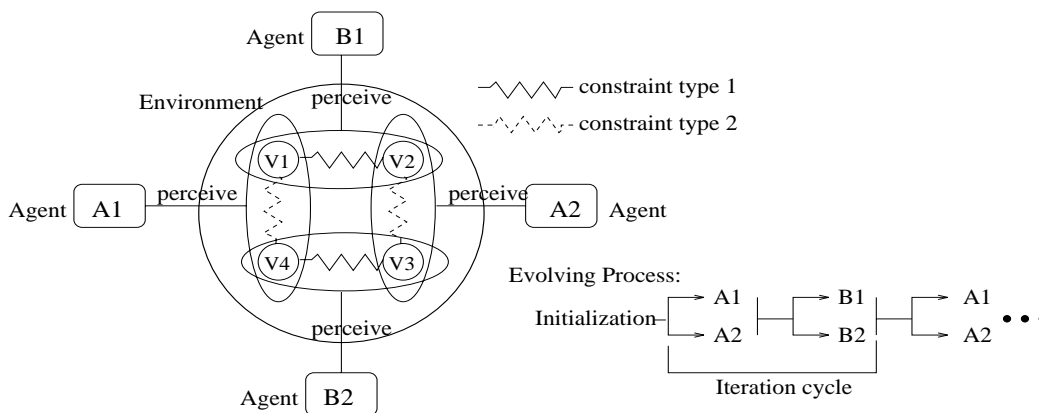 Agent B1
Environment perceive
constraint type 1
constraint type 2
V1 V2
Agent A1 perceive
perceive A2 Agent
V4 V3
perceive
Agent B2
Evolving Process:
A1 B1 A1
Initialization
A2 B2 A2 • • •
Iteration cycle